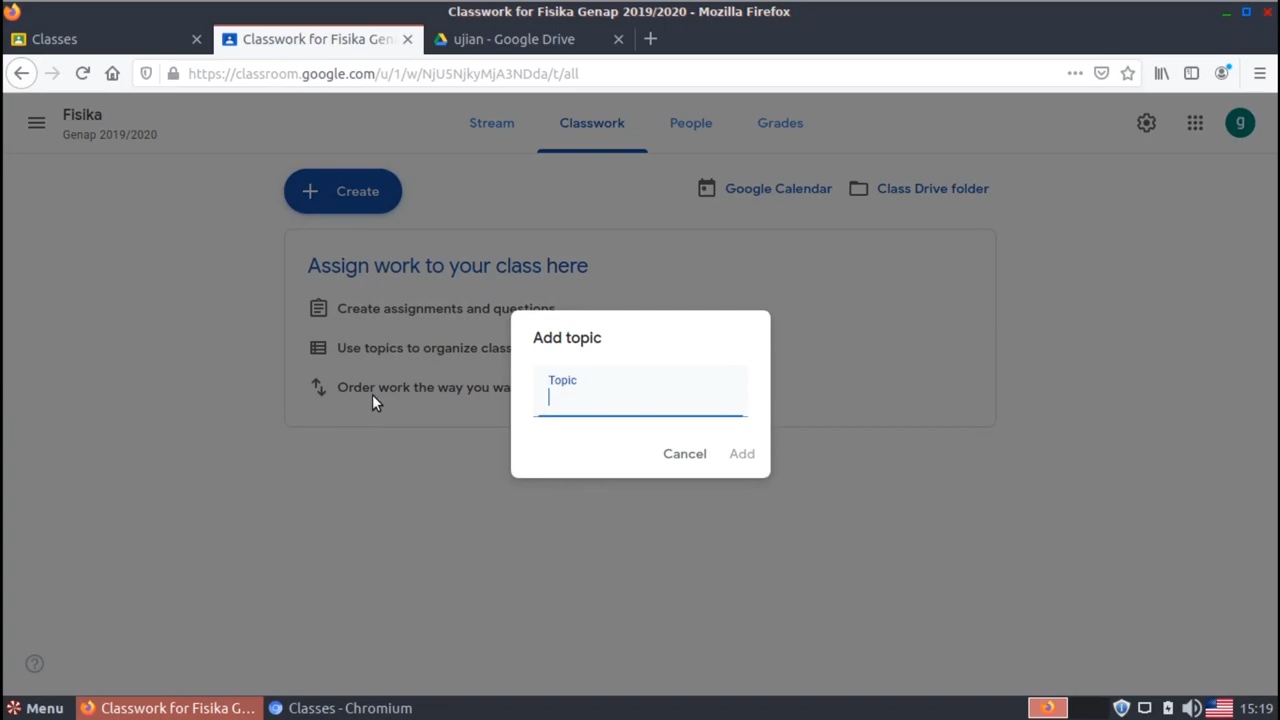 Classwork for Fisika Genap 2019/2020 - Mozilla Firefox
Classes
Classwork for Fisika Gen
ujian - Google Drive
https://classroom.google.com/u/1/w/NjU5NjkyMjA3NDda/t/all
Fisika
Genap 2019/2020
Stream
Classwork
People
Grades
g
Create
Google Calendar
Class Drive folder
Assign work to your class here
Create assignments and questions
Use topics to organize class
Order work the way you wa
Add topic
Topic
Cancel
Add
Menu
Classwork for Fisika G...
Classes - Chromium
15:19